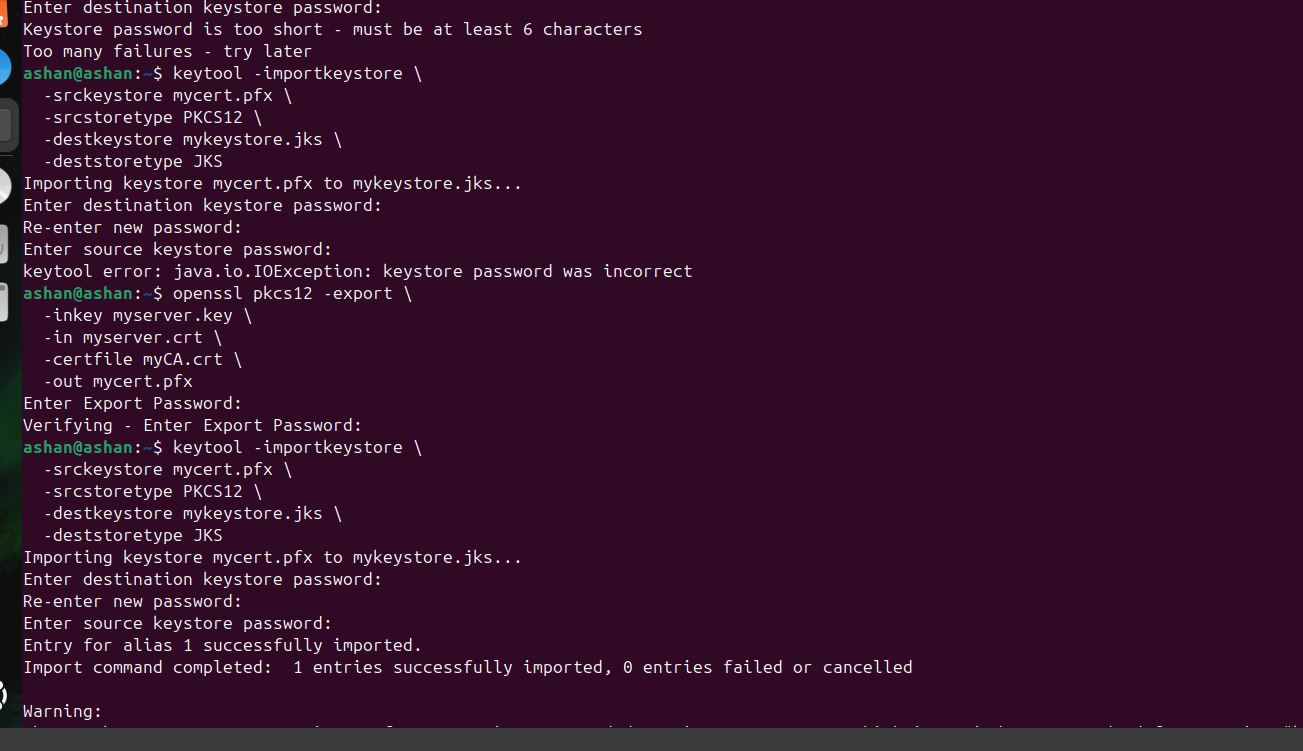 Enter destination keystore password:
Keystore password is too short - must be at least 6 characters
Too many failures - try later
ashan@ashan:~$ keytool -importkeystore \
  -srckeystore mycert.pfx \
  -srcstoretype PKCS12 \
  -destkeystore mykeystore.jks \
  -deststoretype JKS
Importing keystore mycert.pfx to mykeystore.jks...
Enter destination keystore password:
Re-enter new password:
Enter source keystore password:
keytool error: java.io.IOException: keystore password was incorrect
ashan@ashan:~$ openssl pkcs12 -export \
  -inkey myserver.key \
  -in myserver.crt \
  -certfile myCA.crt \
  -out mycert.pfx
Enter Export Password:
Verifying - Enter Export Password:
ashan@ashan:~$ keytool -importkeystore \
  -srckeystore mycert.pfx \
  -srcstoretype PKCS12 \
  -destkeystore mykeystore.jks \
  -deststoretype JKS
Importing keystore mycert.pfx to mykeystore.jks...
Enter destination keystore password:
Re-enter new password:
Enter source keystore password:
Entry for alias 1 successfully imported.
Import command completed:  1 entries successfully imported, 0 entries failed or cancelled

Warning: